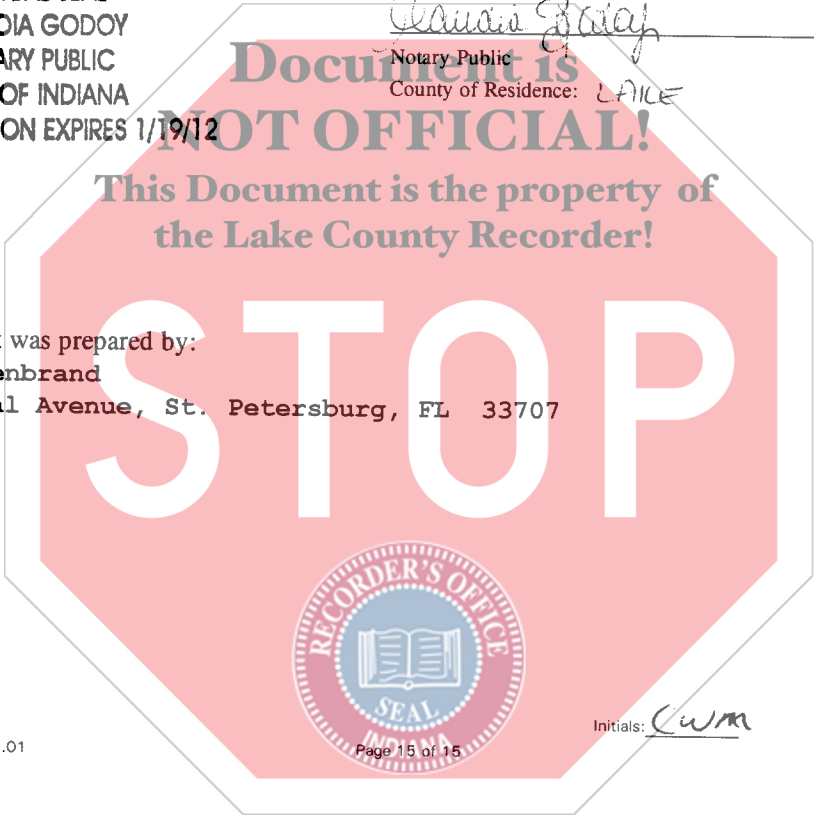 DIA GODOY
ARY PUBLIC
OF INDIANA
ON EXPIRES 1/19/12
Claudia Godoy
Notary Public
County of Residence: LAKE
Document is
NOT OFFICIAL!
This Document is the property of
the Lake County Recorder!
was prepared by:
enbrand
l Avenue, St. Petersburg, FL 33707
STOP
RECORDER'S OFFICE
SEAL
INDIANA
Initials: CWM
.01
Page 15 of 15